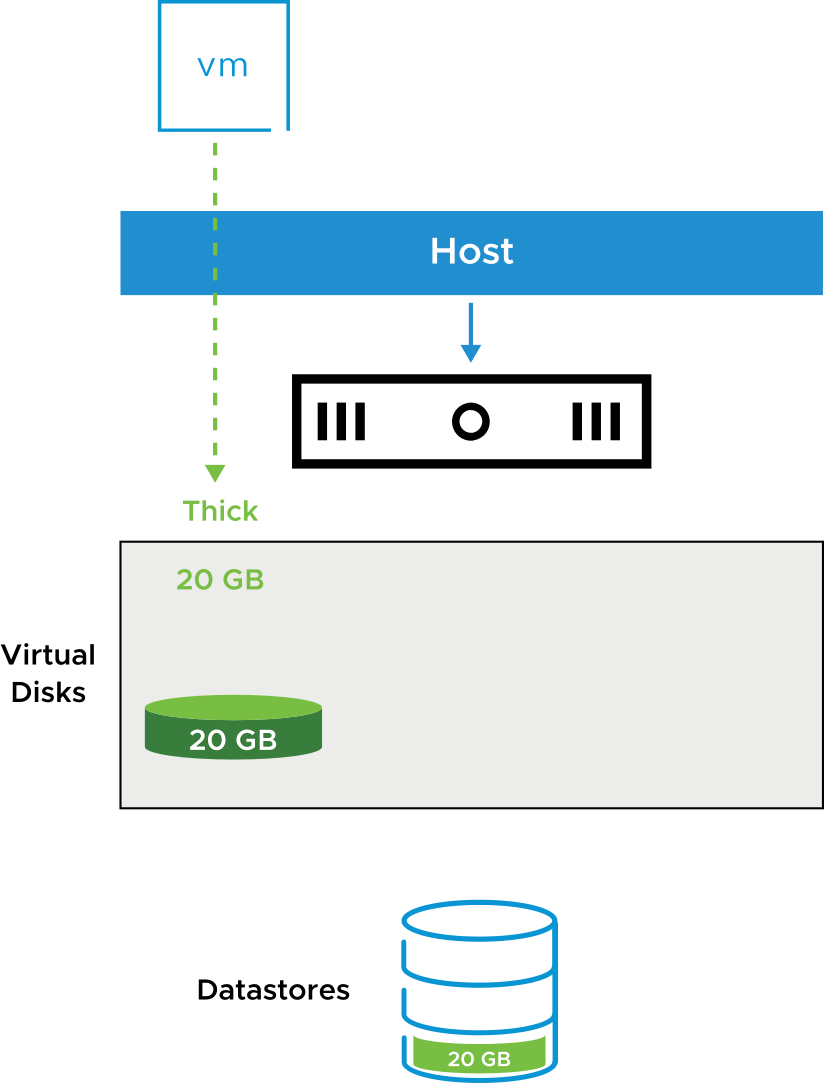 vm
Host
Thick
20 GB
Virtual
Disks
20 GB
Datastores
20 GB